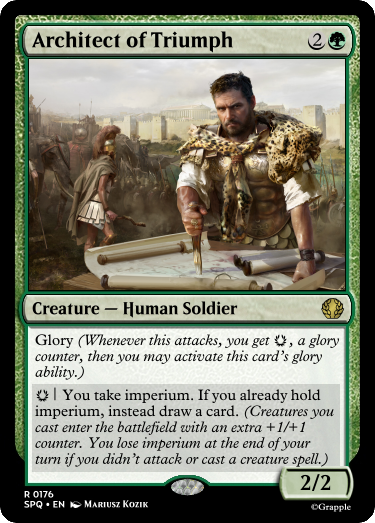 Architect of Triumph 2
Creature — Human Soldier
Glory (Whenever this attacks, you get , a glory
counter, then you may activate this card's glory
ability.)
| You take imperium. If you already hold
imperium, instead draw a card. (Creatures you
cast enter the battlefield with an extra +1/+1
counter. You lose imperium at the end of your
turn if you didn't attack or cast a creature spell.)
2/2
R 0176
SPQ • EN Mariusz Kozik
©Grapple